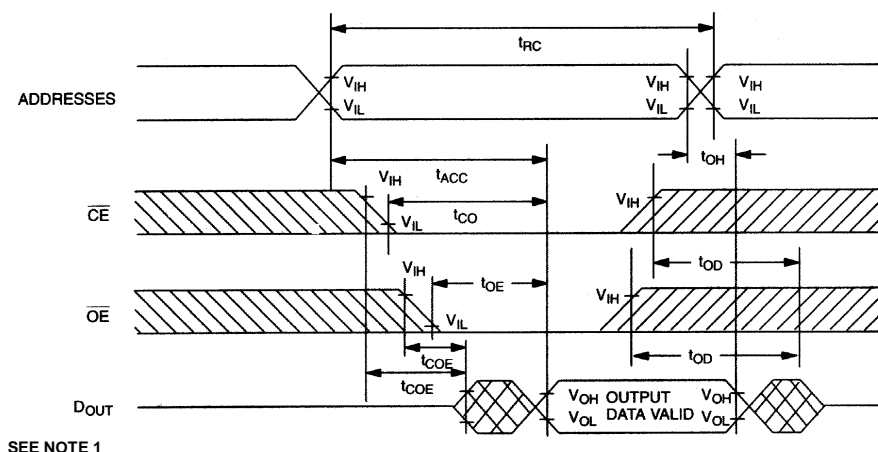 tRC
ADDRESSES
VIH VIH VIH
VIL VIL VIL
tOH
tACC
VIH
CE tCO VIH
VIL
tOD
VIH
OE tOE VIH
VIL
tCOE tOD
tCOE
DOUT VOH OUTPUT VOH
VOL DATA VALID VOL
SEE NOTE 1